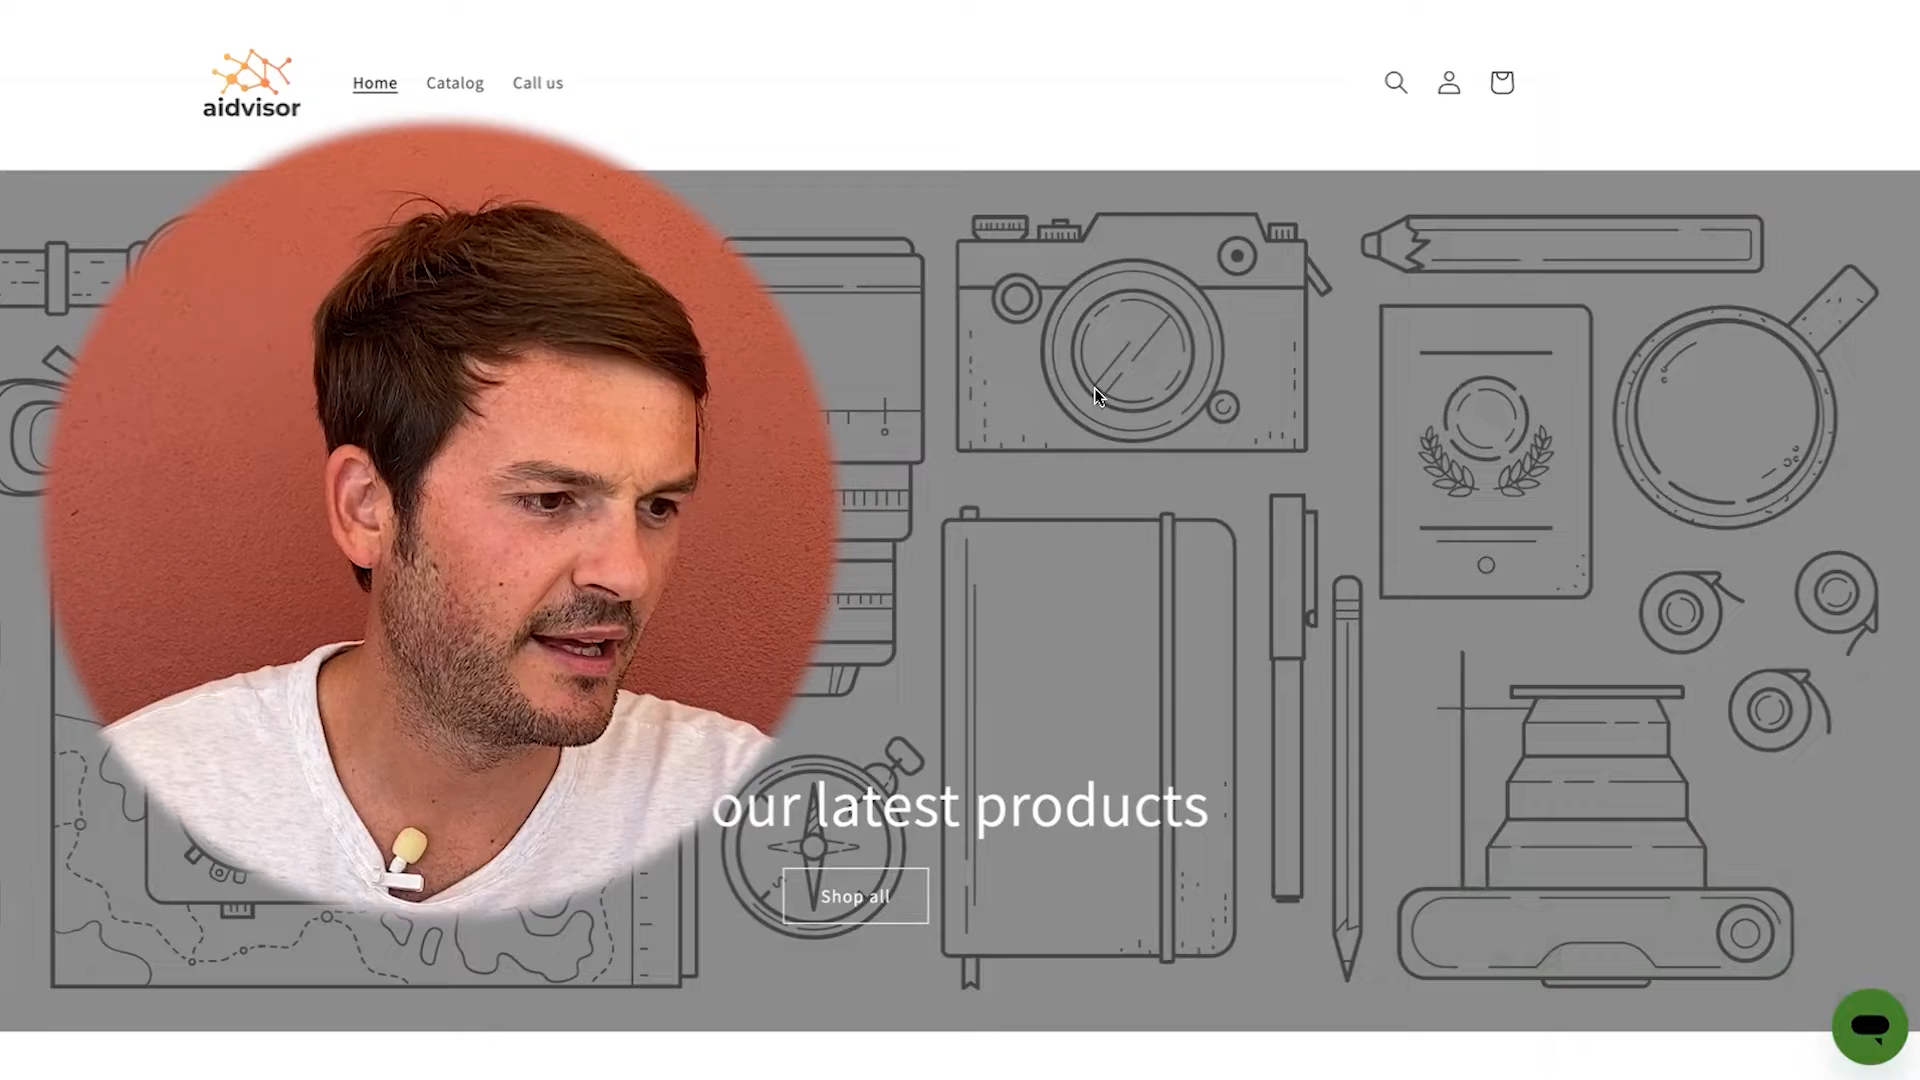 aidvisor
Home
Catalog
Call us
our latest products
Shop all